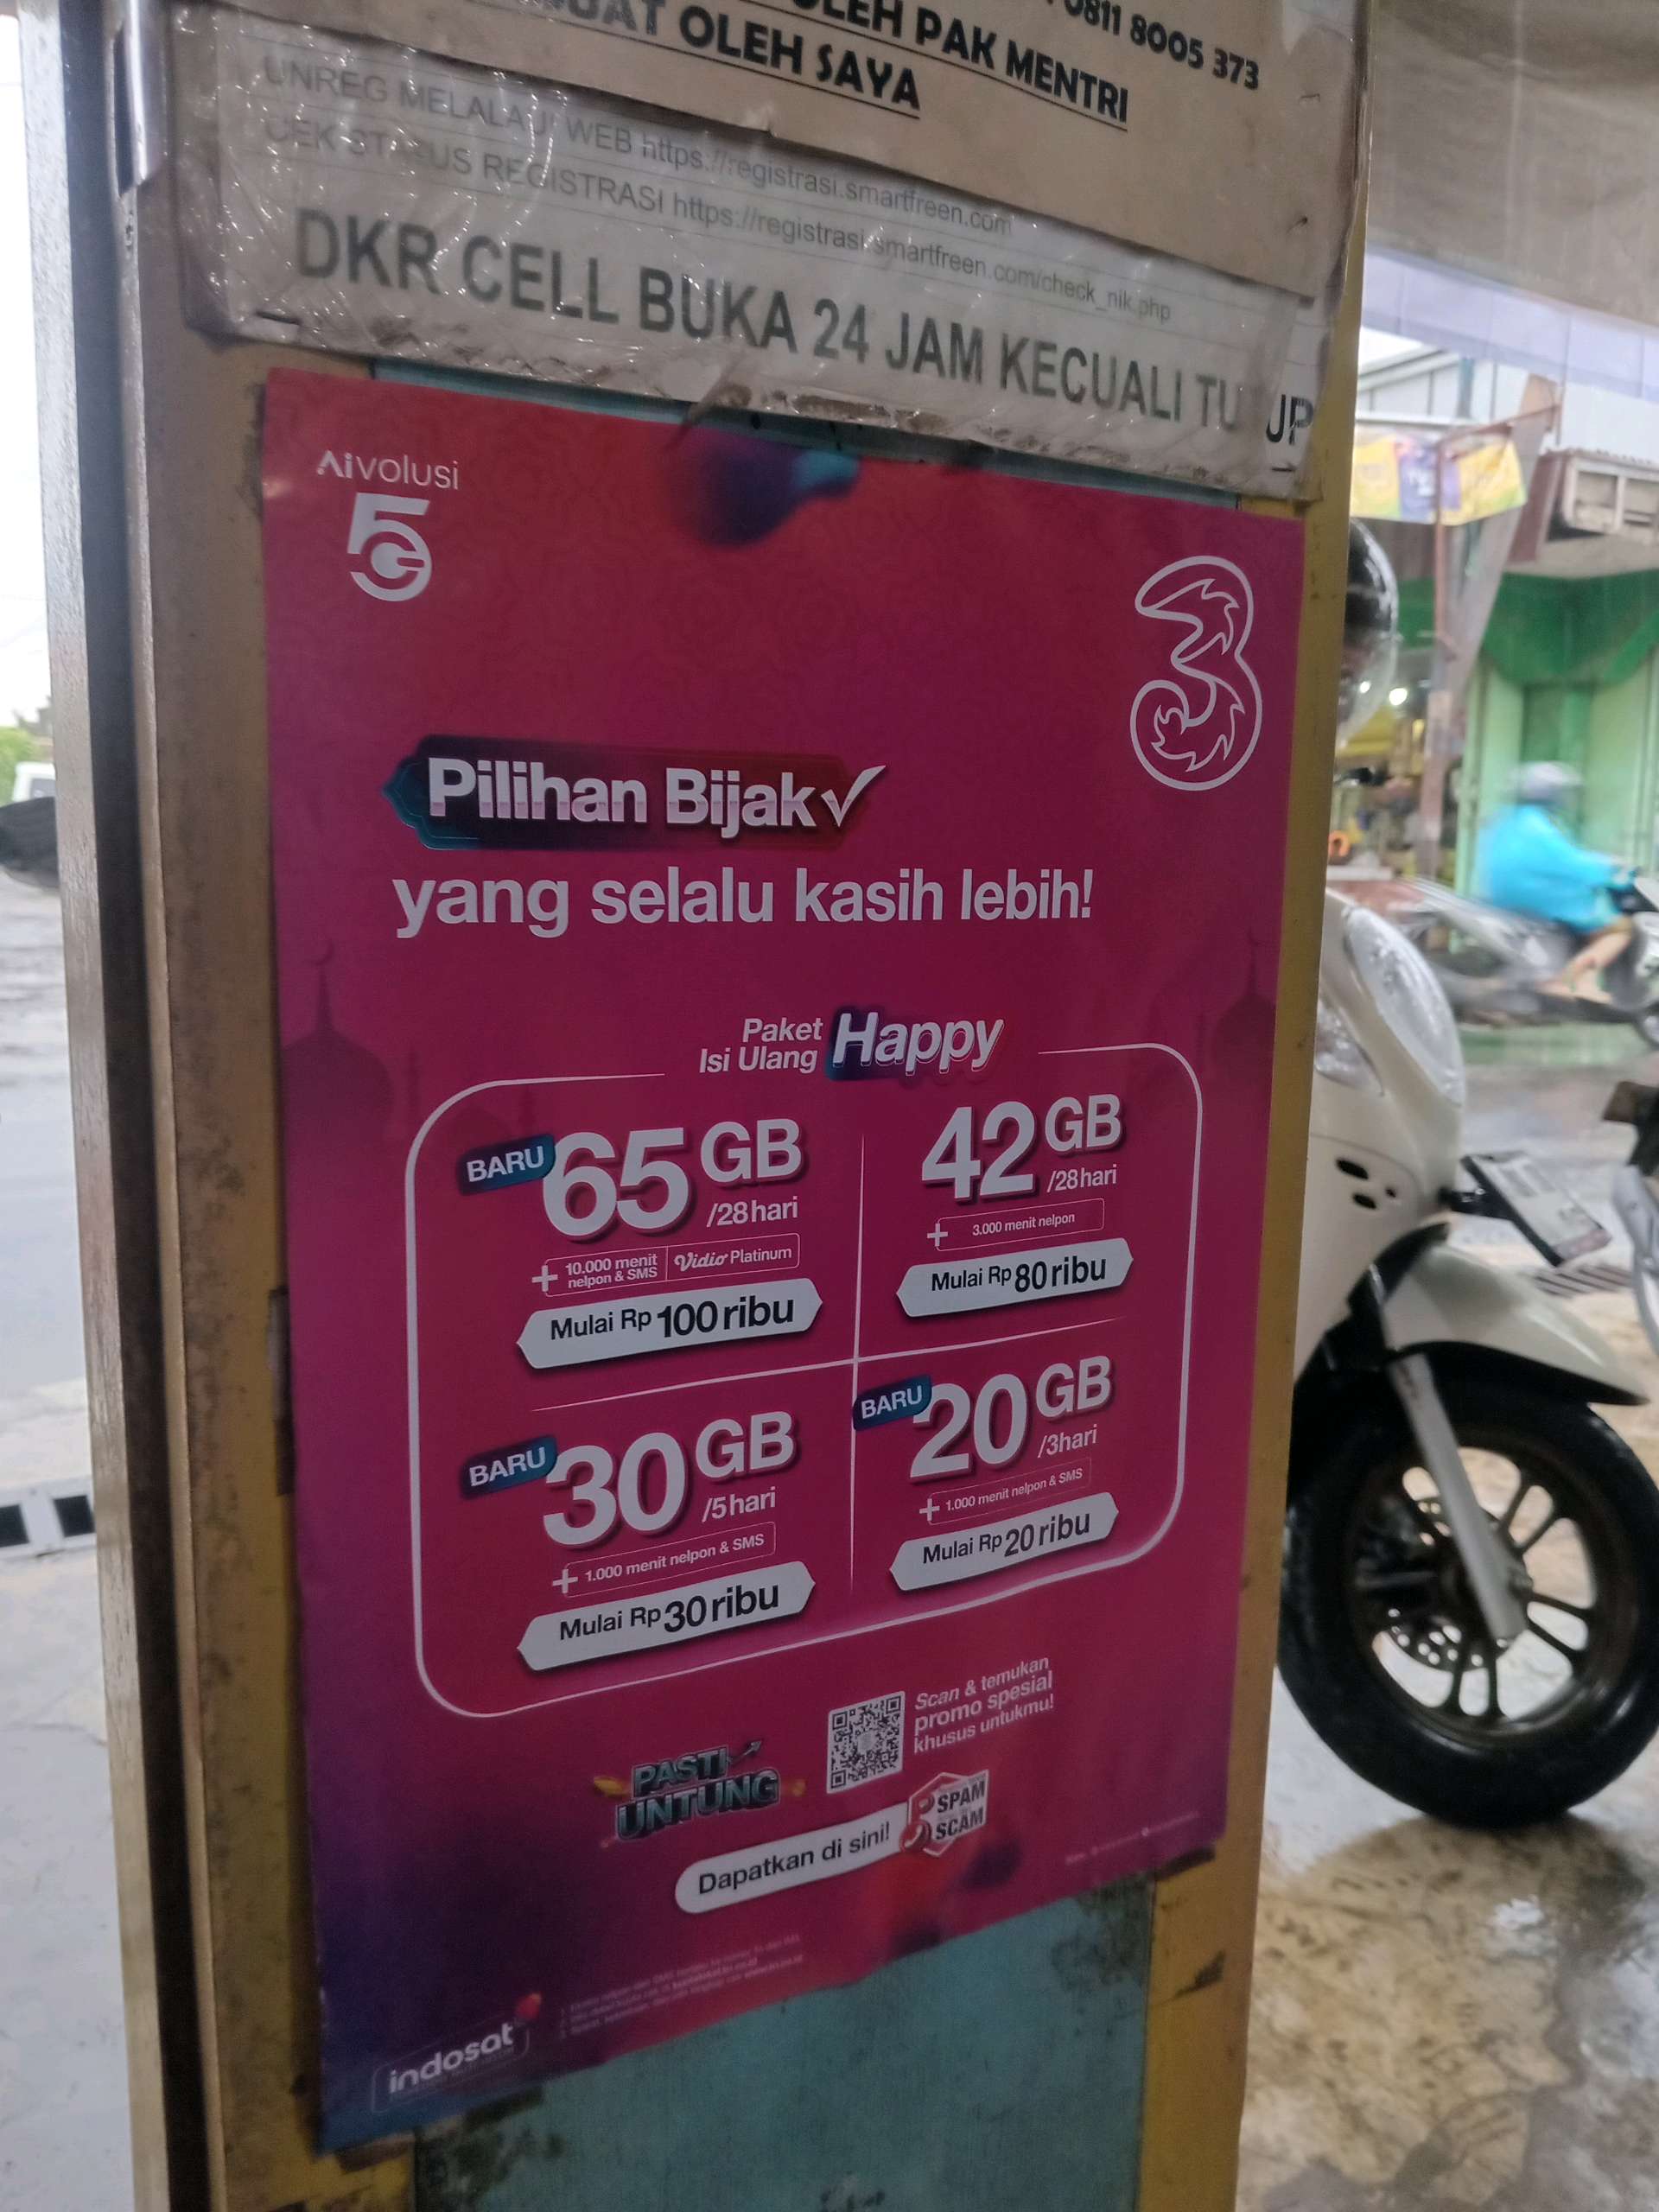 0811 8005 373
OLEH PAK MENTRI
OLEH SAYA
UNREG MELALAUI WEB https://registrasi.smartfreen.com
CEK STATUS REGISTRASI https://registrasi.smartfreen.com/check_nik.php
DKR CELL BUKA 24 JAM KECUALI TU UP
Aivolusi
5G
3
Pilihan Bijak
yang selalu kasih lebih!
Paket
Isi Ulang Happy
BARU 65 GB
/28hari
+ 10.000 menit nelpon & SMS Vidio Platinum
Mulai Rp 100 ribu
42 GB
/28hari
+ 3.000 menit nelpon
Mulai Rp 80 ribu
BARU 30 GB
/5hari
+ 1.000 menit nelpon & SMS
Mulai Rp 30 ribu
BARU 20 GB
/3hari
+ 1.000 menit nelpon & SMS
Mulai Rp 20 ribu
Scan & temukan
promo spesial
khusus untukmu!
PASTI
UNTUNG
Dapatkan di sini!
SPAM
SCAM
indosat